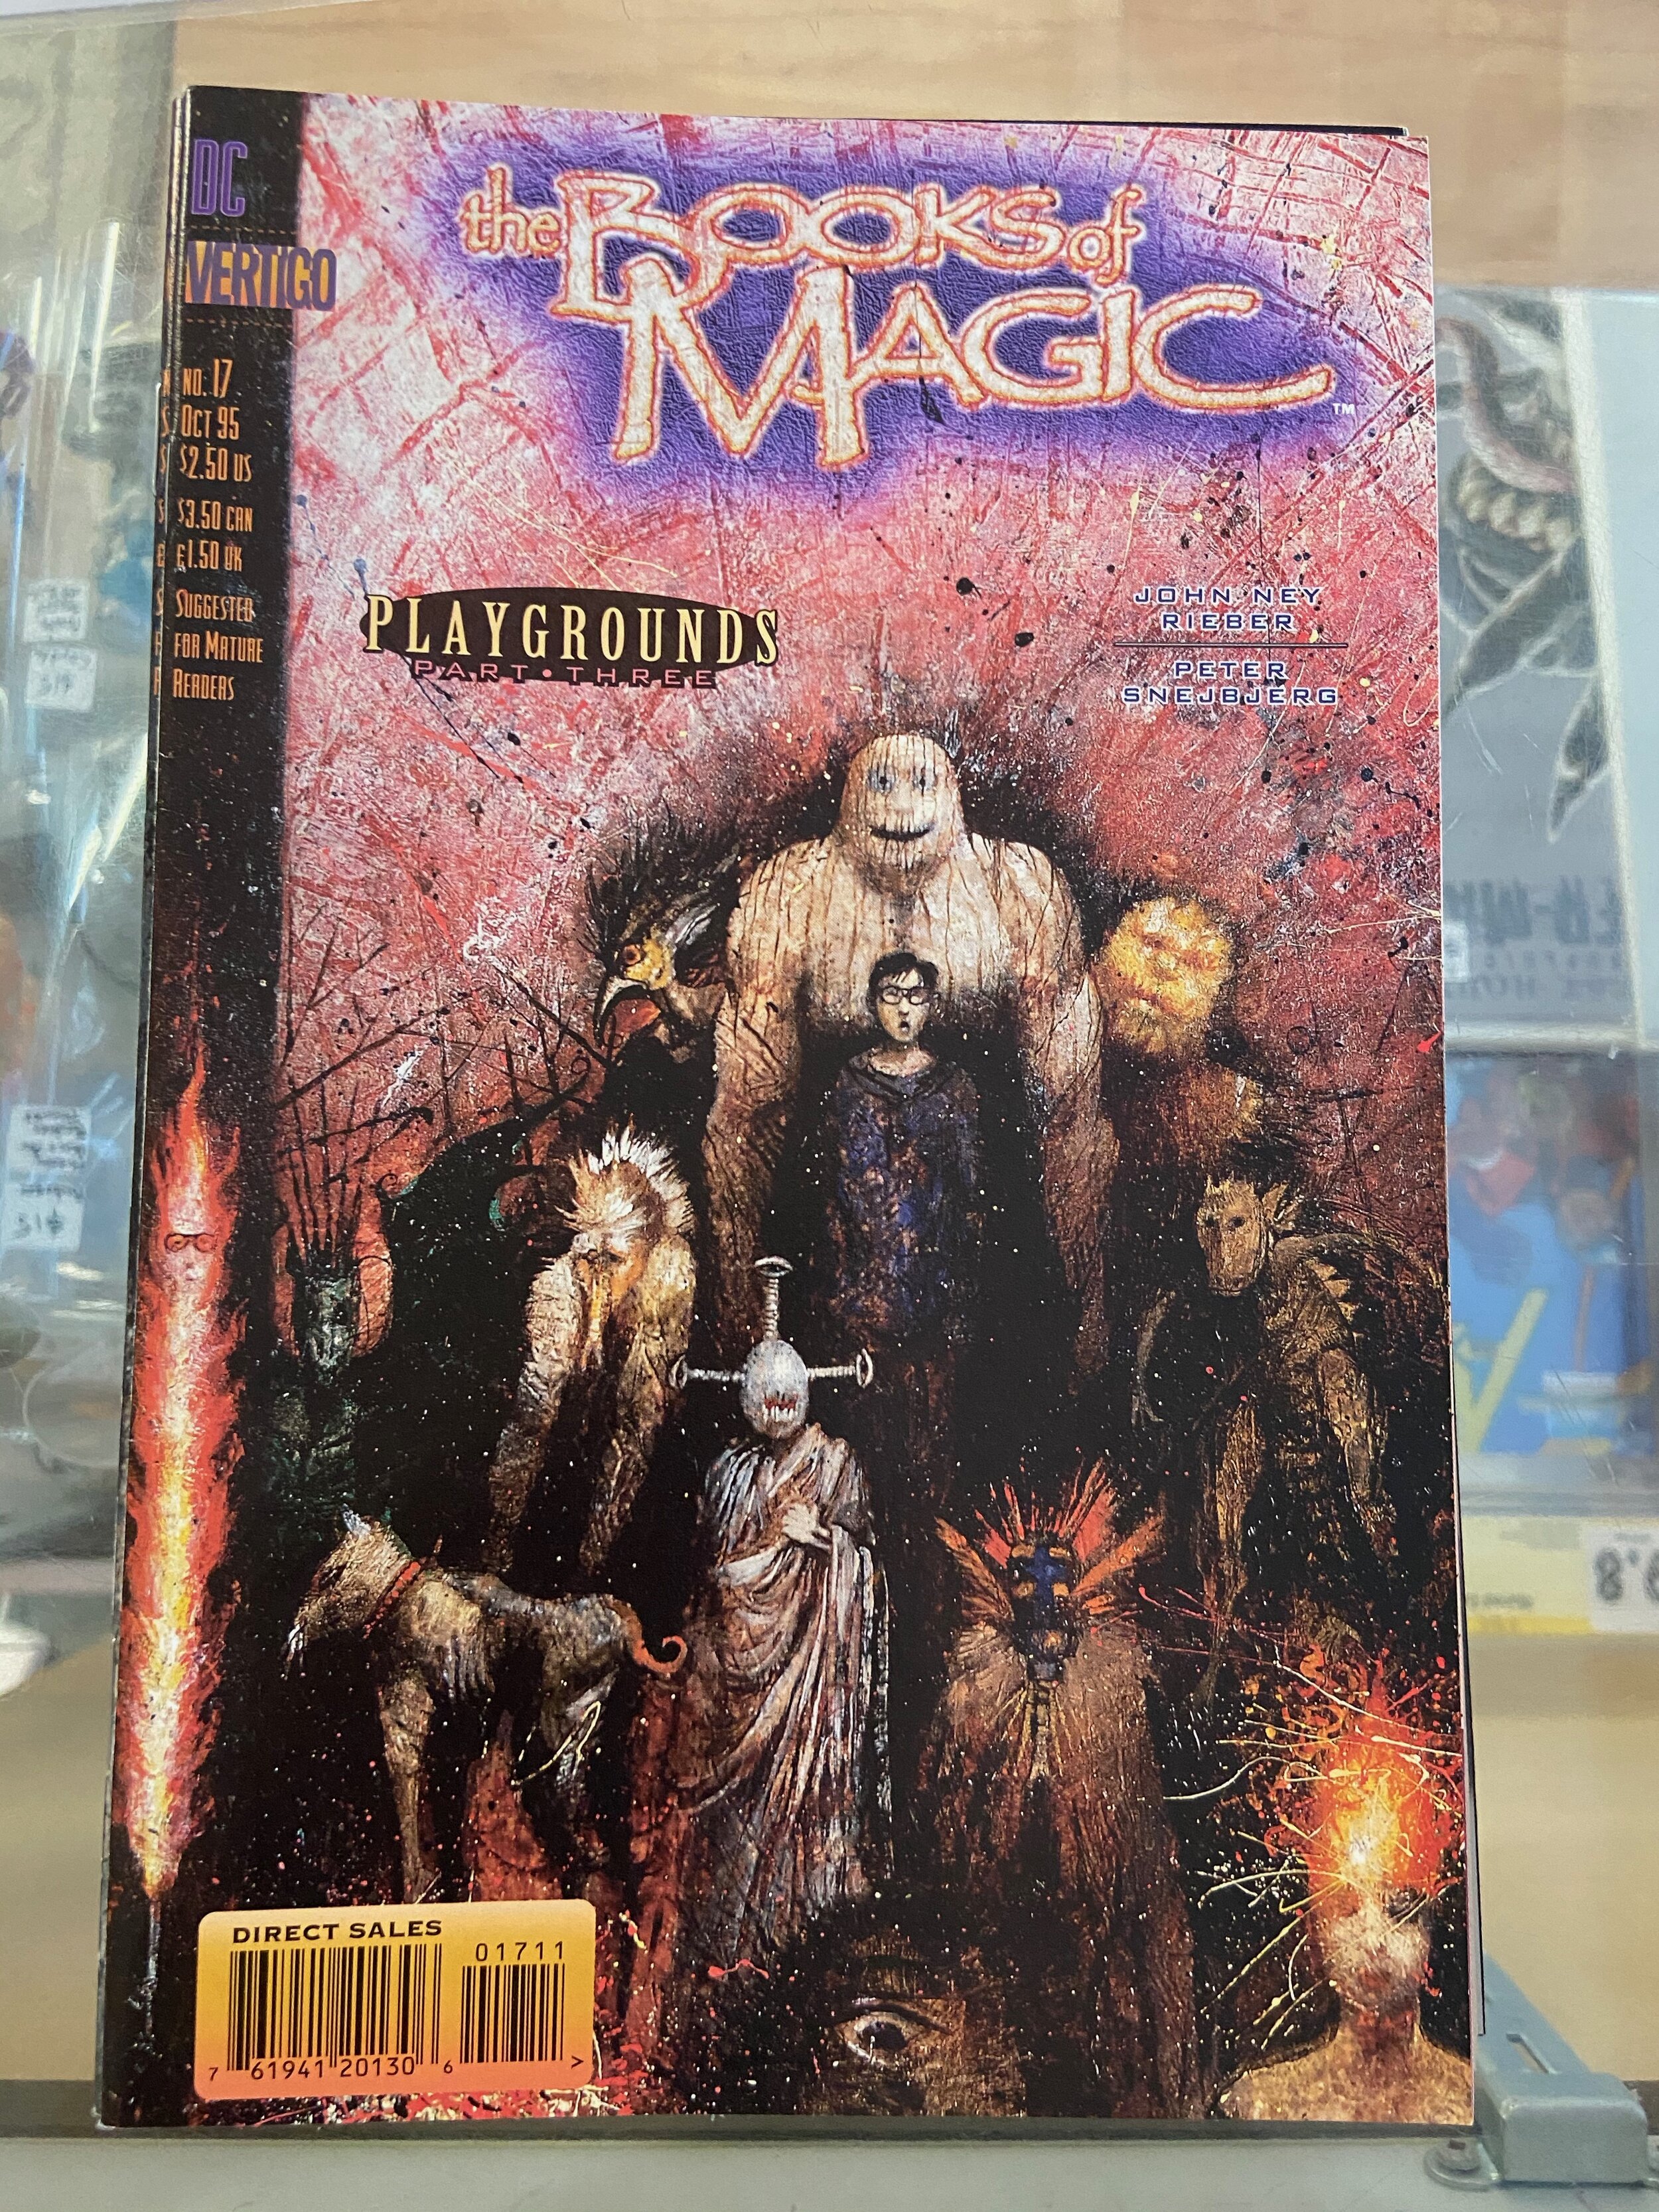 DC
VERTIGO
NO. 17
OCT 95
$2.50 US
$3.50 CAN
£1.50 UK
SUGGESTED
FOR MATURE
READERS
the BOOKS of
MAGIC
TM
PLAYGROUNDS
PART • THREE
JOHN NEY
RIEBER
PETER
SNEJBJERG
DIRECT SALES
01711
7 61941 20130 6 >